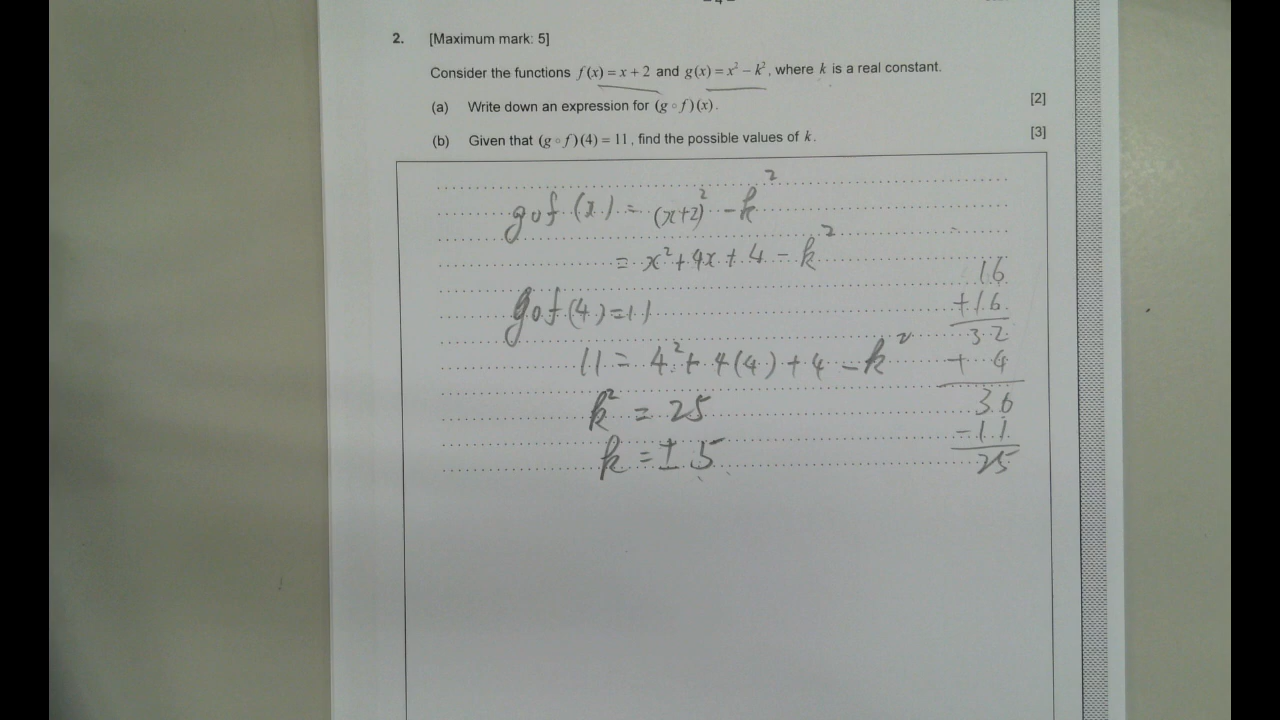 – 4 –
2. [Maximum mark: 5]
Consider the functions f(x) = x + 2 and g(x) = x² − k², where k is a real constant.
(a) Write down an expression for (g ∘ f)(x). [2]
(b) Given that (g ∘ f)(4) = 11, find the possible values of k. [3]
gof(x) = (x+2)² − k²
= x² + 4x + 4 − k²
16
gof(4) = 11
+16
32
11 = 4² + 4(4) + 4 − k²
+ 4
k² = 25
36
−11
k = ±5
25